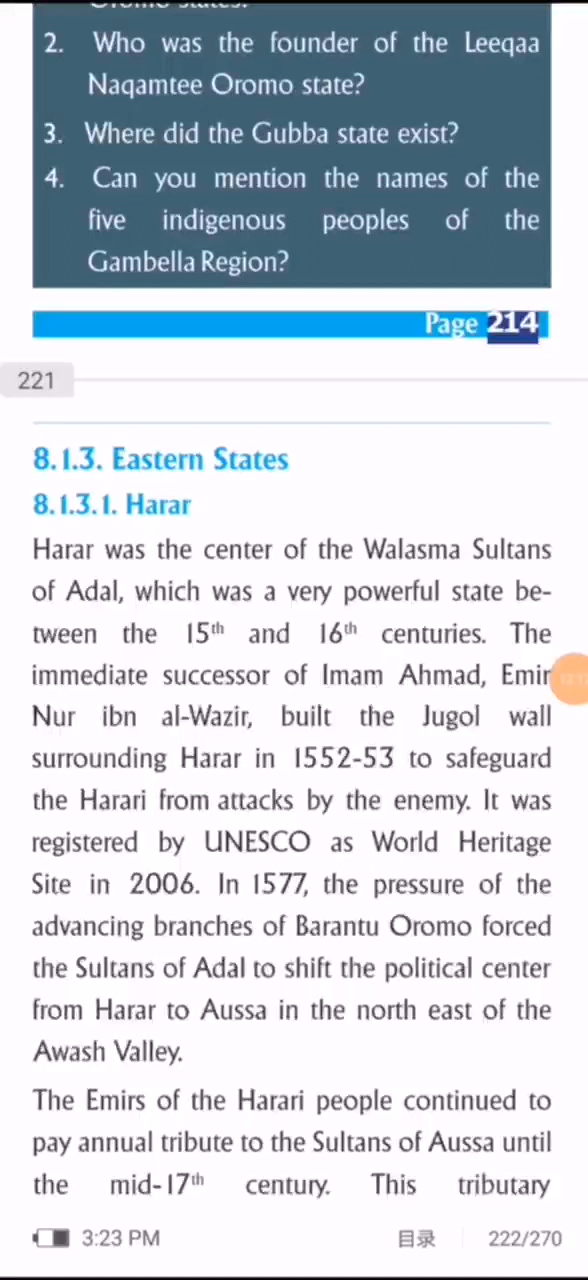 2. Who was the founder of the Leeqaa
Naqamtee Oromo state?
3. Where did the Gubba state exist?
4. Can you mention the names of the
five indigenous peoples of the
Gambella Region?
Page 214
221
8.1.3. Eastern States
8.1.3.1. Harar
Harar was the center of the Walasma Sultans
of Adal, which was a very powerful state be-
tween the 15th and 16th centuries. The
immediate successor of Imam Ahmad, Emir
Nur ibn al-Wazir, built the Jugol wall
surrounding Harar in 1552-53 to safeguard
the Harari from attacks by the enemy. It was
registered by UNESCO as World Heritage
Site in 2006. In 1577, the pressure of the
advancing branches of Barantu Oromo forced
the Sultans of Adal to shift the political center
from Harar to Aussa in the north east of the
Awash Valley.
The Emirs of the Harari people continued to
pay annual tribute to the Sultans of Aussa until
the mid-17th century. This tributary
3:23 PM 目录 222/270